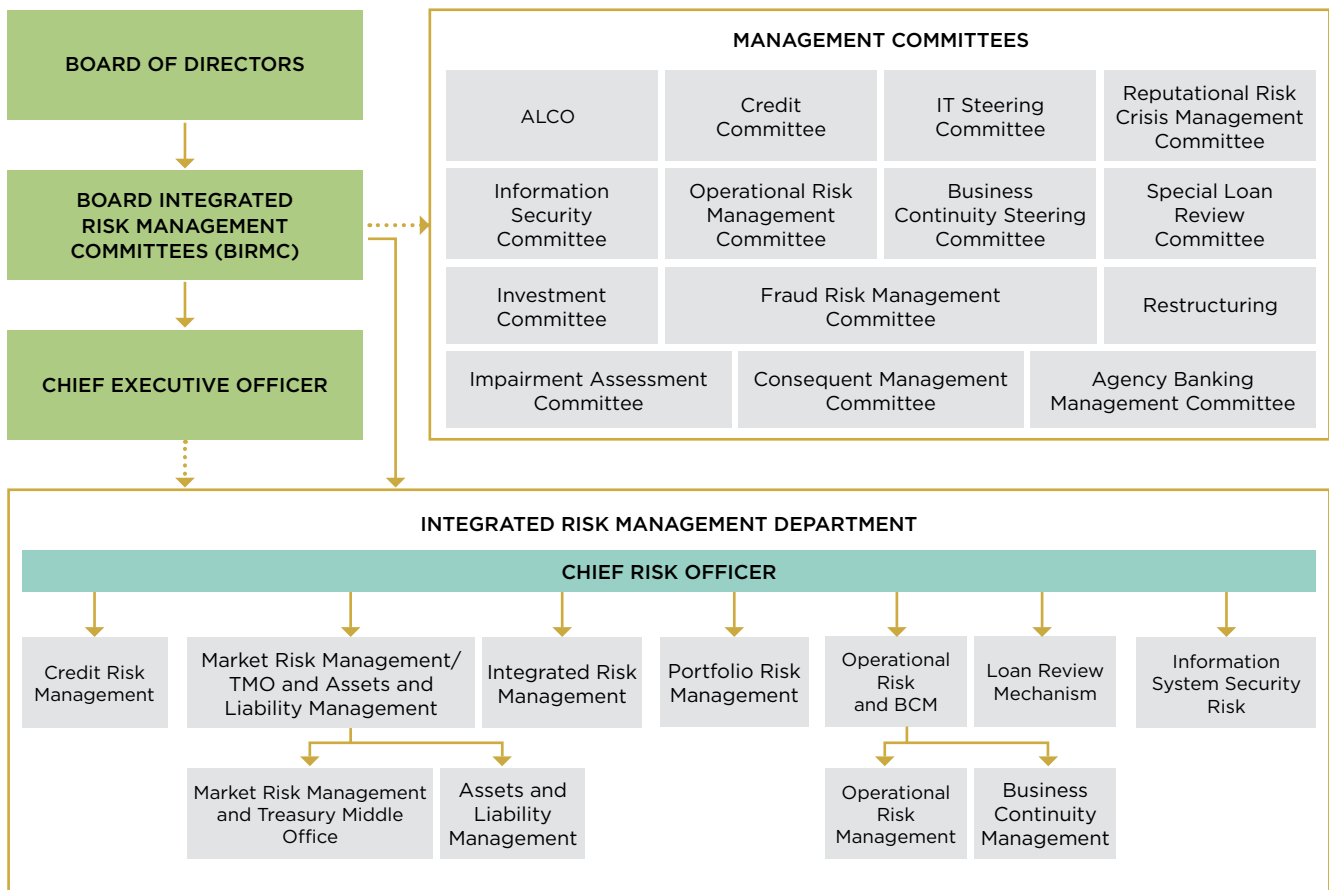 BOARD OF DIRECTORS
BOARD INTEGRATED
RISK MANAGEMENT
COMMITTEES (BIRMC)
CHIEF EXECUTIVE OFFICER
MANAGEMENT COMMITTEES
ALCO
Credit
Committee
IT Steering
Committee
Reputational Risk
Crisis Management
Committee
Information
Security
Committee
Operational Risk
Management
Committee
Business
Continuity Steering
Committee
Special Loan
Review
Committee
Investment
Committee
Fraud Risk Management
Committee
Restructuring
Impairment Assessment
Committee
Consequent Management
Committee
Agency Banking
Management Committee
INTEGRATED RISK MANAGEMENT DEPARTMENT
CHIEF RISK OFFICER
Credit Risk
Management
Market Risk Management/
TMO and Assets and
Liability Management
Integrated Risk
Management
Portfolio Risk
Management
Operational
Risk
and BCM
Loan Review
Mechanism
Information
System Security
Risk
Market Risk Management
and Treasury Middle
Office
Assets and
Liability
Management
Operational
Risk
Management
Business
Continuity
Management